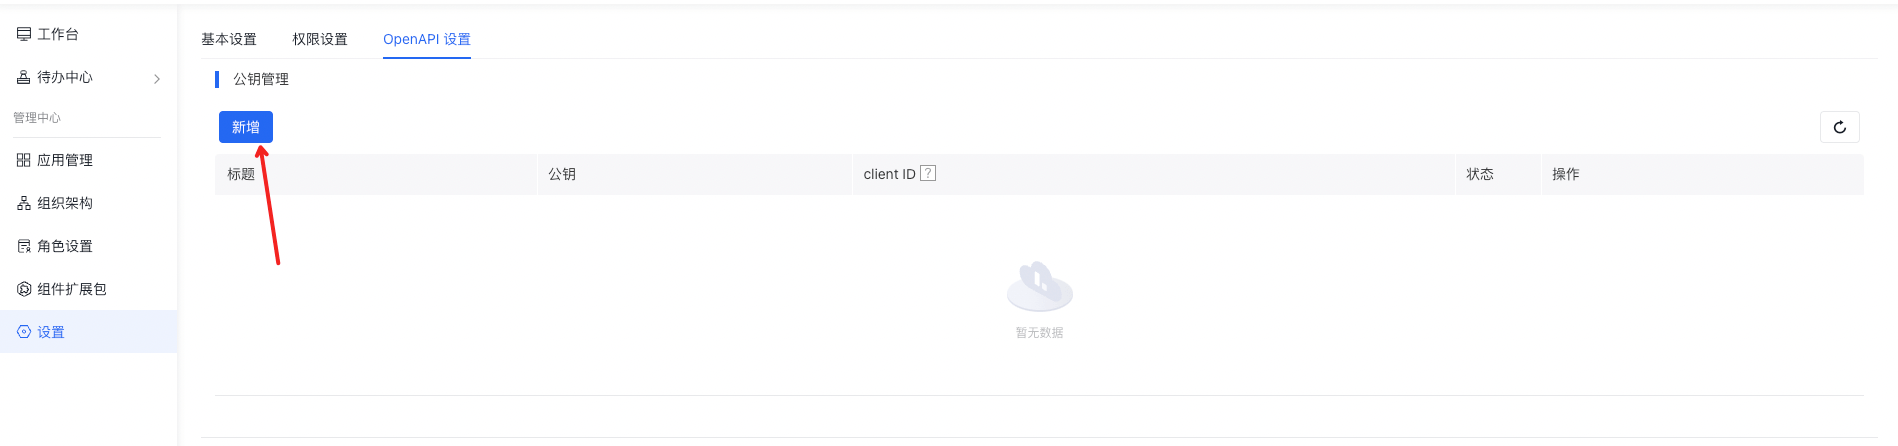 工作台
待办中心
管理中心
应用管理
组织架构
角色设置
组件扩展包
设置
基本设置 权限设置 OpenAPI 设置
公钥管理
新增
标题 公钥 client ID ? 状态 操作
暂无数据